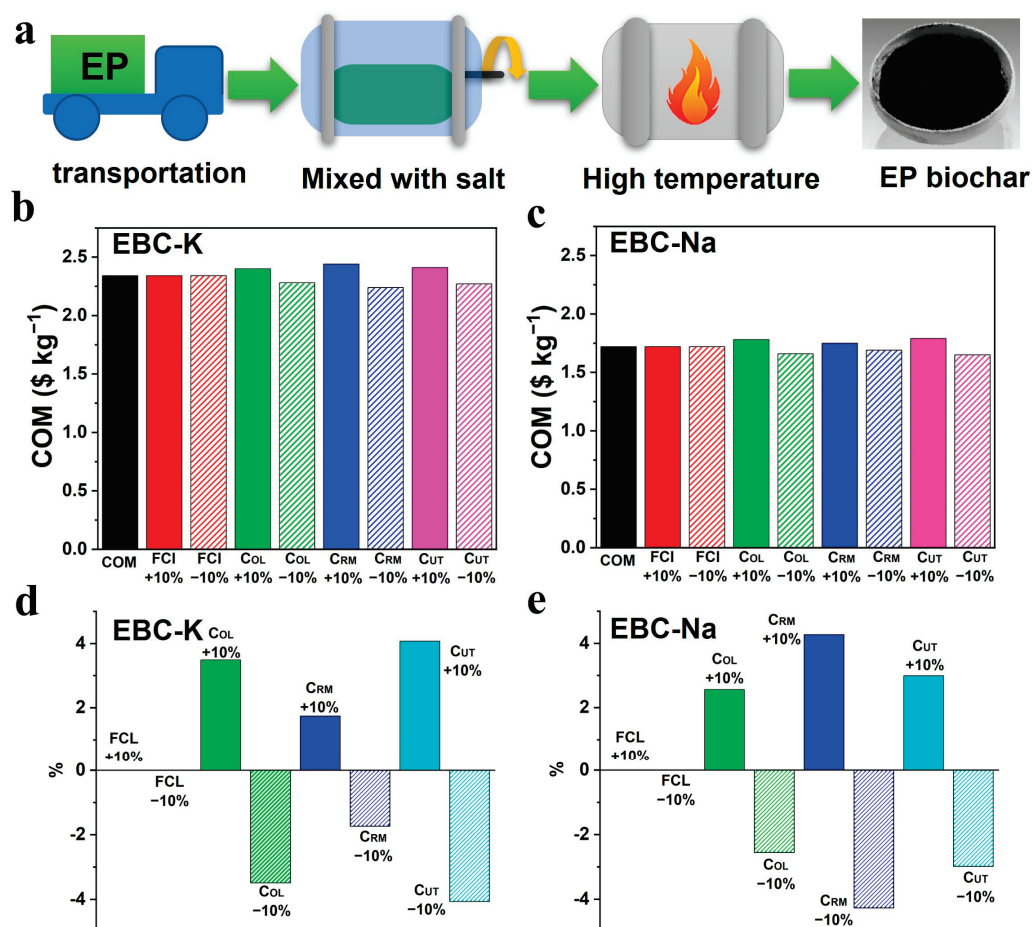 a
EP
transportation
Mixed with salt
High temperature
EP biochar
b
EBC-K
COM ($ kg⁻¹)
2.5
2.0
1.5
1.0
0.5
0.0
COM
FCI
+10%
FCI
−10%
COL
+10%
COL
−10%
CRM
+10%
CRM
−10%
CUT
+10%
CUT
−10%
c
EBC-Na
COM ($ kg⁻¹)
2.5
2.0
1.5
1.0
0.5
0.0
COM
FCI
+10%
FCI
−10%
COL
+10%
COL
−10%
CRM
+10%
CRM
−10%
CUT
+10%
CUT
−10%
d
EBC-K
%
4
2
0
-2
-4
FCL
+10%
FCL
−10%
COL
+10%
COL
−10%
CRM
+10%
CRM
−10%
CUT
+10%
CUT
−10%
e
EBC-Na
%
4
2
0
-2
-4
FCL
+10%
FCL
−10%
COL
+10%
COL
−10%
CRM
+10%
CRM
−10%
CUT
+10%
CUT
−10%